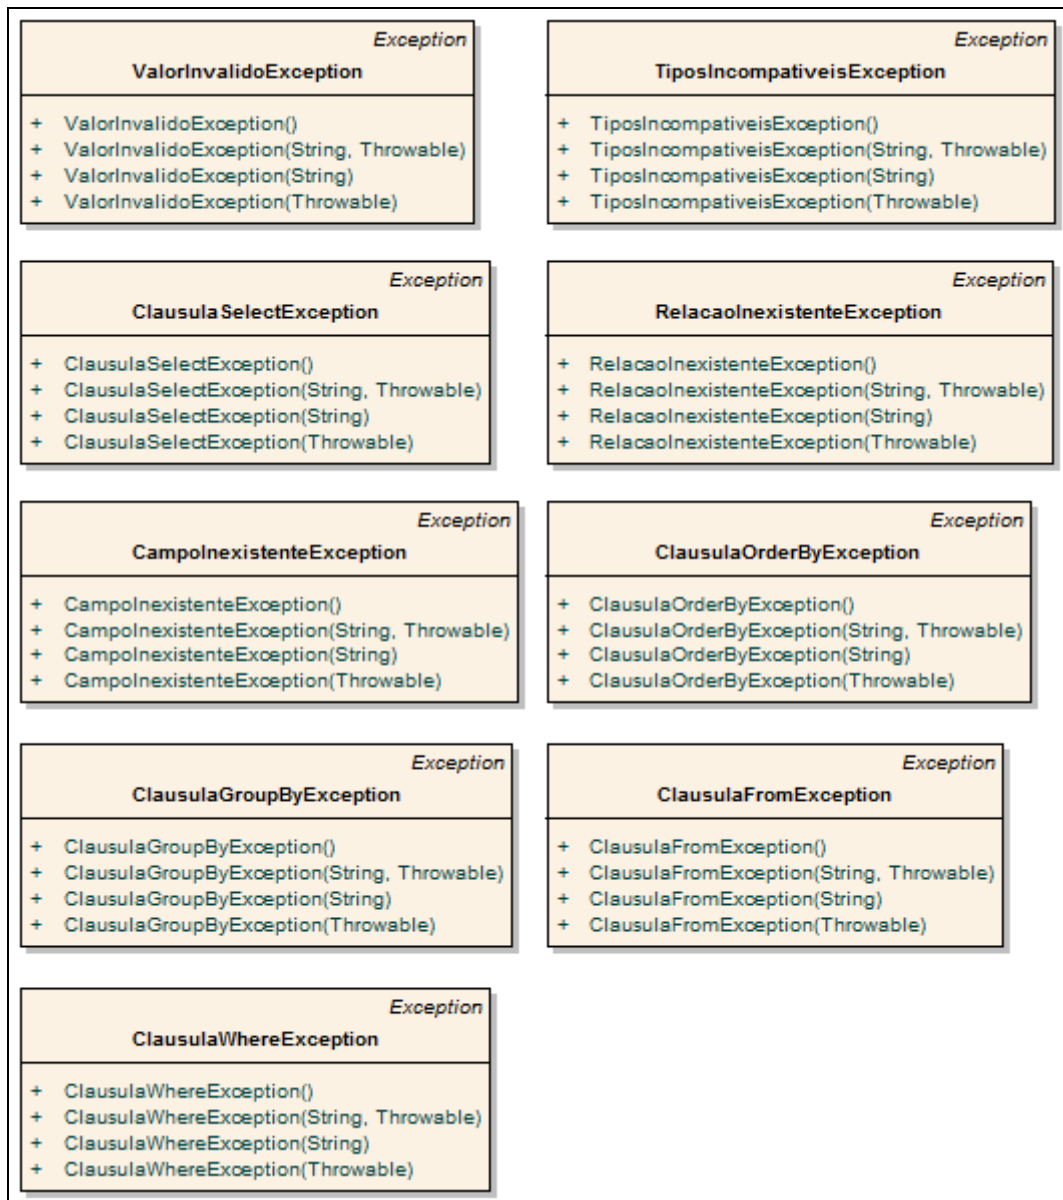 Exception
ValorInvalidoException
+ ValorInvalidoException()
+ ValorInvalidoException(String, Throwable)
+ ValorInvalidoException(String)
+ ValorInvalidoException(Throwable)
Exception
TiposIncompativeisException
+ TiposIncompativeisException()
+ TiposIncompativeisException(String, Throwable)
+ TiposIncompativeisException(String)
+ TiposIncompativeisException(Throwable)
Exception
ClausulaSelectException
+ ClausulaSelectException()
+ ClausulaSelectException(String, Throwable)
+ ClausulaSelectException(String)
+ ClausulaSelectException(Throwable)
Exception
RelacaoInexistenteException
+ RelacaoInexistenteException()
+ RelacaoInexistenteException(String, Throwable)
+ RelacaoInexistenteException(String)
+ RelacaoInexistenteException(Throwable)
Exception
CampoInexistenteException
+ CampoInexistenteException()
+ CampoInexistenteException(String, Throwable)
+ CampoInexistenteException(String)
+ CampoInexistenteException(Throwable)
Exception
ClausulaOrderByException
+ ClausulaOrderByException()
+ ClausulaOrderByException(String, Throwable)
+ ClausulaOrderByException(String)
+ ClausulaOrderByException(Throwable)
Exception
ClausulaGroupByException
+ ClausulaGroupByException()
+ ClausulaGroupByException(String, Throwable)
+ ClausulaGroupByException(String)
+ ClausulaGroupByException(Throwable)
Exception
ClausulaFromException
+ ClausulaFromException()
+ ClausulaFromException(String, Throwable)
+ ClausulaFromException(String)
+ ClausulaFromException(Throwable)
Exception
ClausulaWhereException
+ ClausulaWhereException()
+ ClausulaWhereException(String, Throwable)
+ ClausulaWhereException(String)
+ ClausulaWhereException(Throwable)